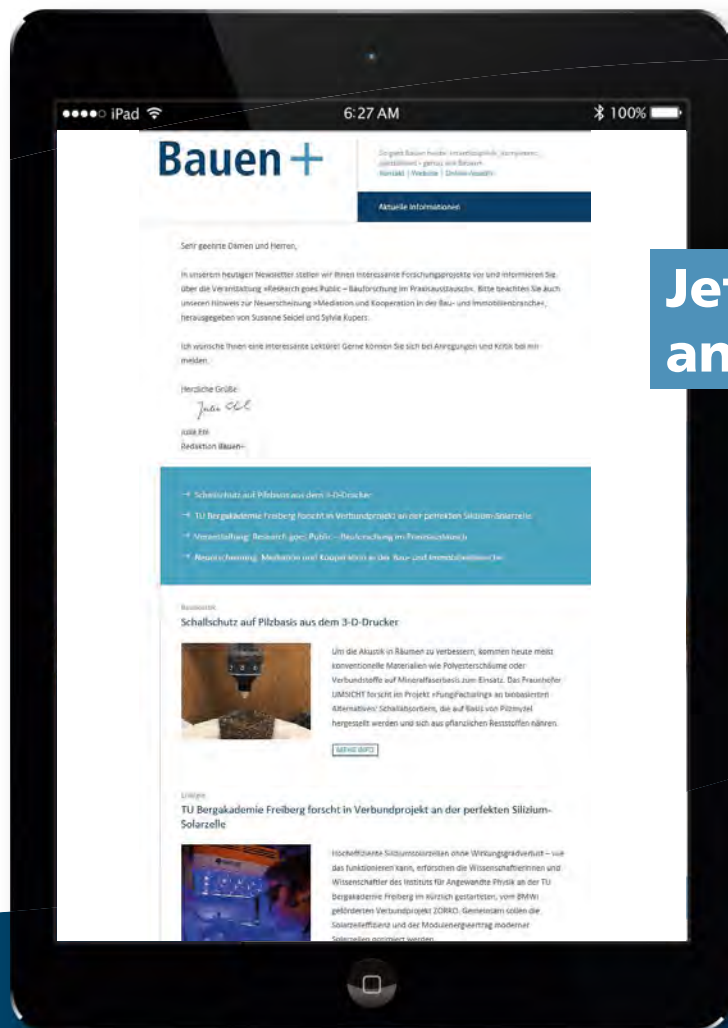 iPad
6:27 AM
100%
Bauen+
Kontakt | Website |
Aktuelle Informationen
Sehr geehrte Damen und Herren,
in unserem heutigen Newsletter stellen wir Ihnen interessante Forschungsprojekte vor und informieren Sie
über die Veranstaltung »Research goes Public – Bauforschung im Praxisaustausch«. Bitte beachten Sie auch
unseren Hinweis zur Neuerscheinung »Mediation und Kooperation in der Bau- und Immobilienbranche«,
herausgegeben von Susanne Seidel und Sylvia Kupers.
Ich wünsche Ihnen eine interessante Lektüre! Gerne können Sie sich bei Anregungen und Kritik bei mir
melden.
Herzliche Grüße
Redaktion Bauen+
→ Schallschutz auf Pilzbasis aus dem 3-D-Drucker
→ TU Bergakademie Freiberg forscht in Verbundprojekt an der perfekten Silizium-Solarzelle
→ Veranstaltung: Research goes Public – Bauforschung im Praxisaustausch
→ Neuerscheinung: Mediation und Kooperation in der Bau- und Immobilienbranche
Schallschutz auf Pilzbasis aus dem 3-D-Drucker
Um die Akustik in Räumen zu verbessern, kommen heute meist
konventionelle Materialien wie Polyesterschäume oder
Verbundstoffe auf Mineralfaserbasis zum Einsatz. Das Fraunhofer
UMSICHT forscht im Projekt »FungiFacturing« an biobasierten
Alternativen: Schallabsorbern, die auf Basis von Pilzmyzel
hergestellt werden und sich aus pflanzlichen Reststoffen nähren.
MEHR INFO
Energie
TU Bergakademie Freiberg forscht in Verbundprojekt an der perfekten Silizium-
Solarzelle
Hocheffiziente Siliziumsolarzellen ohne Wirkungsgradverlust – wie
das funktionieren kann, erforschen die Wissenschaftlerinnen und
Wissenschaftler des Instituts für Angewandte Physik an der TU
Bergakademie Freiberg im kürzlich gestarteten, vom BMWi
geförderten Verbundprojekt ZORRO. Gemeinsam sollen die
Solarzelleffizienz und der Modulenergieertrag moderner
Solarzellen optimiert werden.
Je
an